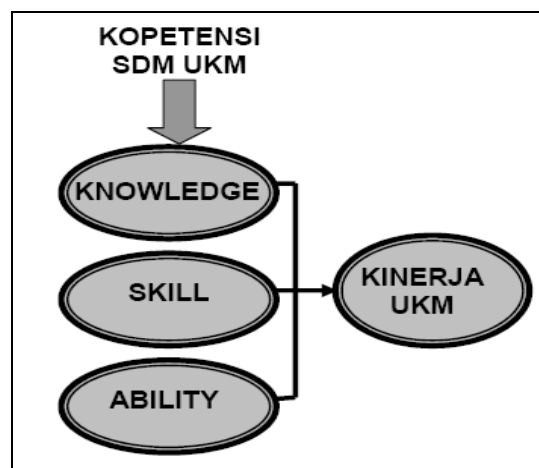 KOPETENSI
SDM UKM
KNOWLEDGE
SKILL
KINERJA
UKM
ABILITY